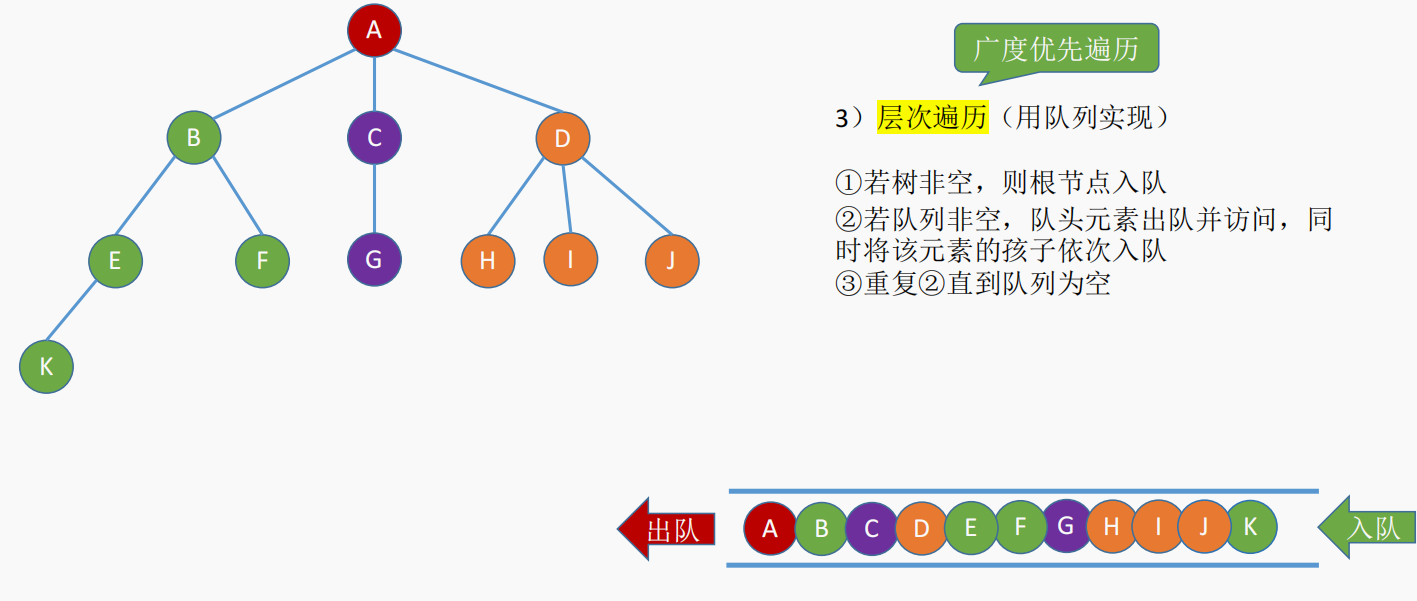 A
B
C
D
E
F
G
H
I
J
K
广度优先遍历
3）层次遍历（用队列实现）
①若树非空，则根节点入队
②若队列非空，队头元素出队并访问，同
时将该元素的孩子依次入队
③重复②直到队列为空
出队 A B C D E F G H I J K 入队